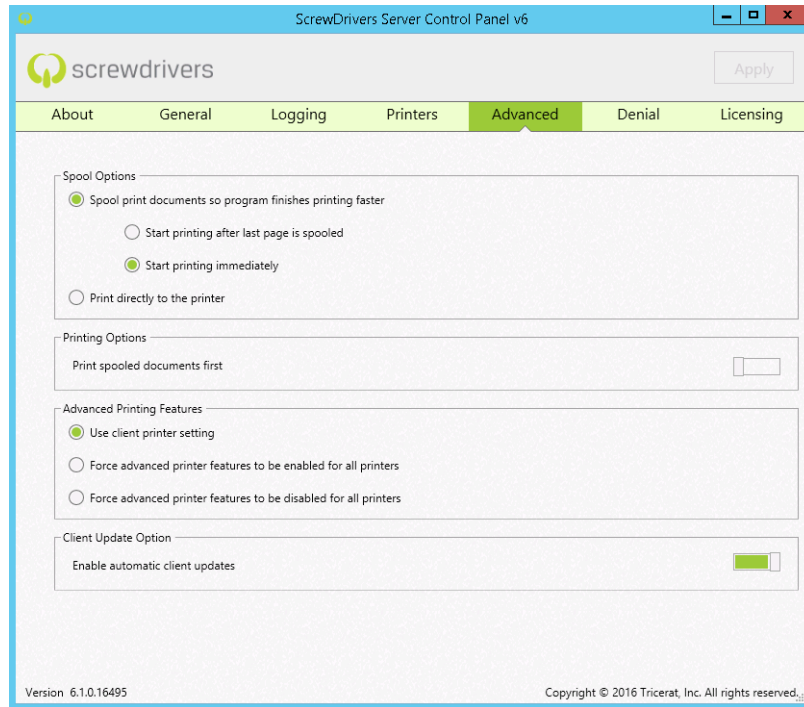 ScrewDrivers Server Control Panel v6
screwdrivers
Apply
About General Logging Printers Advanced Denial Licensing
Spool Options
Spool print documents so program finishes printing faster
Start printing after last page is spooled
Start printing immediately
Print directly to the printer
Printing Options
Print spooled documents first
Advanced Printing Features
Use client printer setting
Force advanced printer features to be enabled for all printers
Force advanced printer features to be disabled for all printers
Client Update Option
Enable automatic client updates
Version 6.1.0.16495 Copyright © 2016 Tricerat, Inc. All rights reserved.